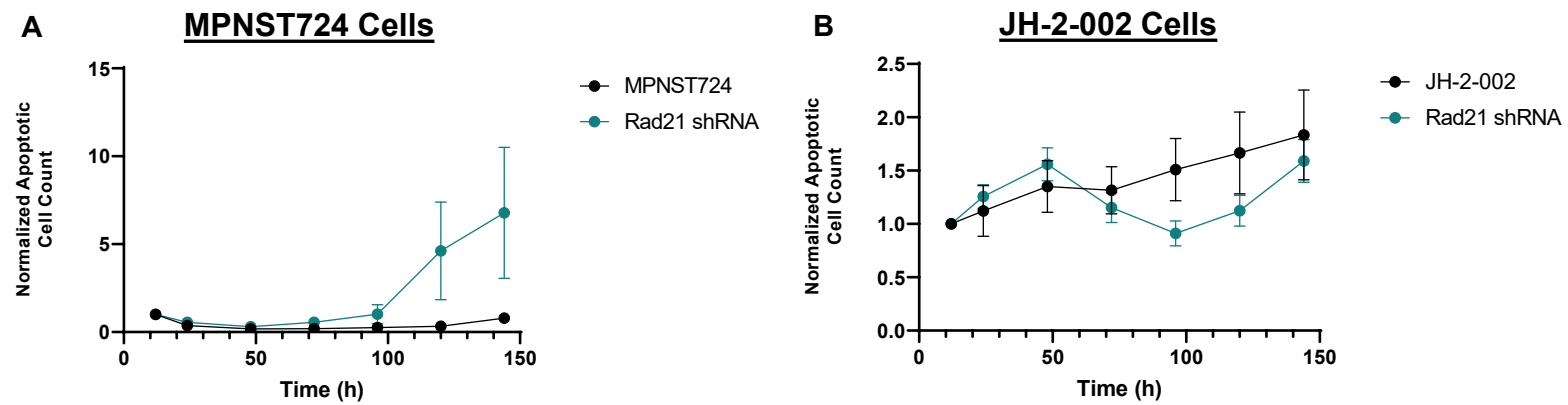 A
MPNST724 Cells
15
10
5
0
Normalized Apoptotic
Cell Count
0
50
100
150
Time (h)
MPNST724
Rad21 shRNA
B
JH-2-002 Cells
2.5
2.0
1.5
1.0
0.5
0.0
Normalized Apoptotic
Cell Count
0
50
100
150
Time (h)
JH-2-002
Rad21 shRNA